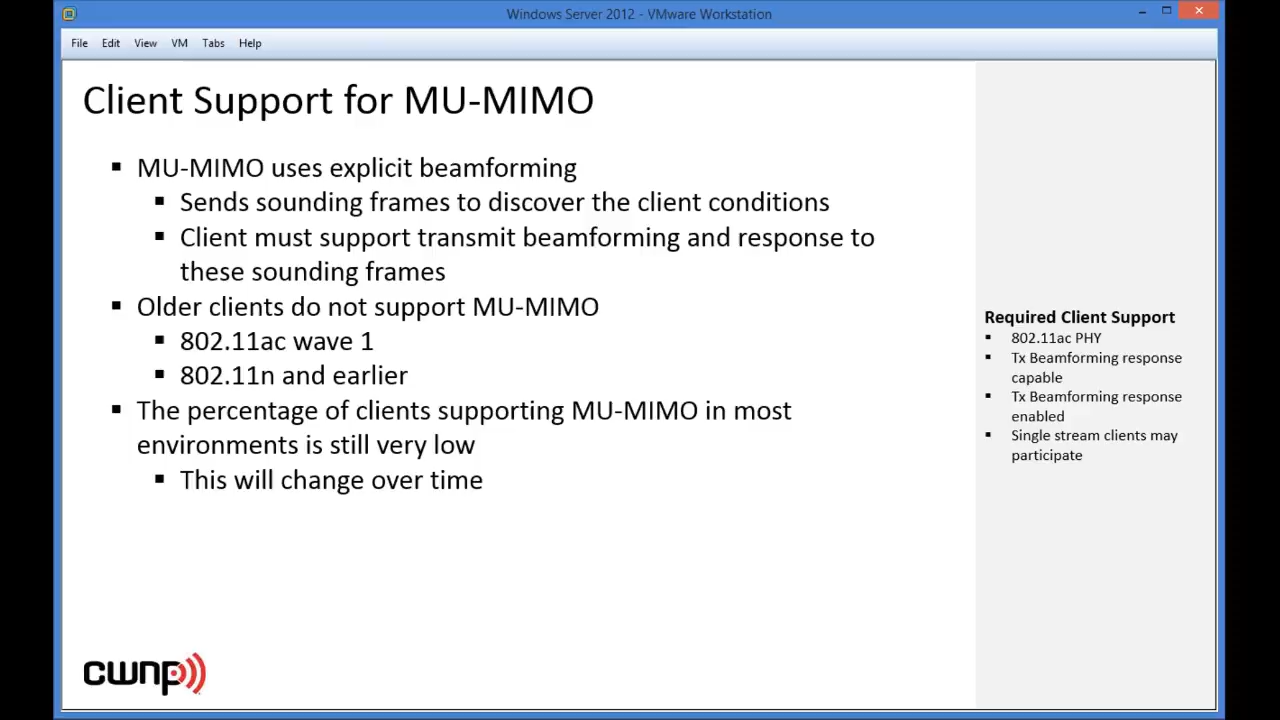 Windows Server 2012 - VMware Workstation
File Edit View VM Tabs Help
Client Support for MU-MIMO
▪ MU-MIMO uses explicit beamforming
▪ Sends sounding frames to discover the client conditions
▪ Client must support transmit beamforming and response to
these sounding frames
▪ Older clients do not support MU-MIMO
▪ 802.11ac wave 1
▪ 802.11n and earlier
▪ The percentage of clients supporting MU-MIMO in most
environments is still very low
▪ This will change over time
Required Client Support
▪ 802.11ac PHY
▪ Tx Beamforming response
capable
▪ Tx Beamforming response
enabled
▪ Single stream clients may
participate
cwnp